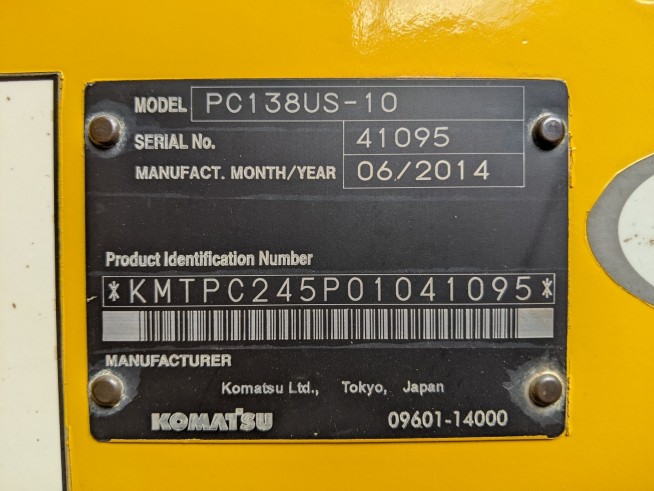 MODEL PC138US-10
SERIAL No. 41095
MANUFACT. MONTH/YEAR 06/2014
Product Identification Number
*KMTPC245P01041095*
MANUFACTURER
Komatsu Ltd., Tokyo, Japan
KOMATSU 09601-14000